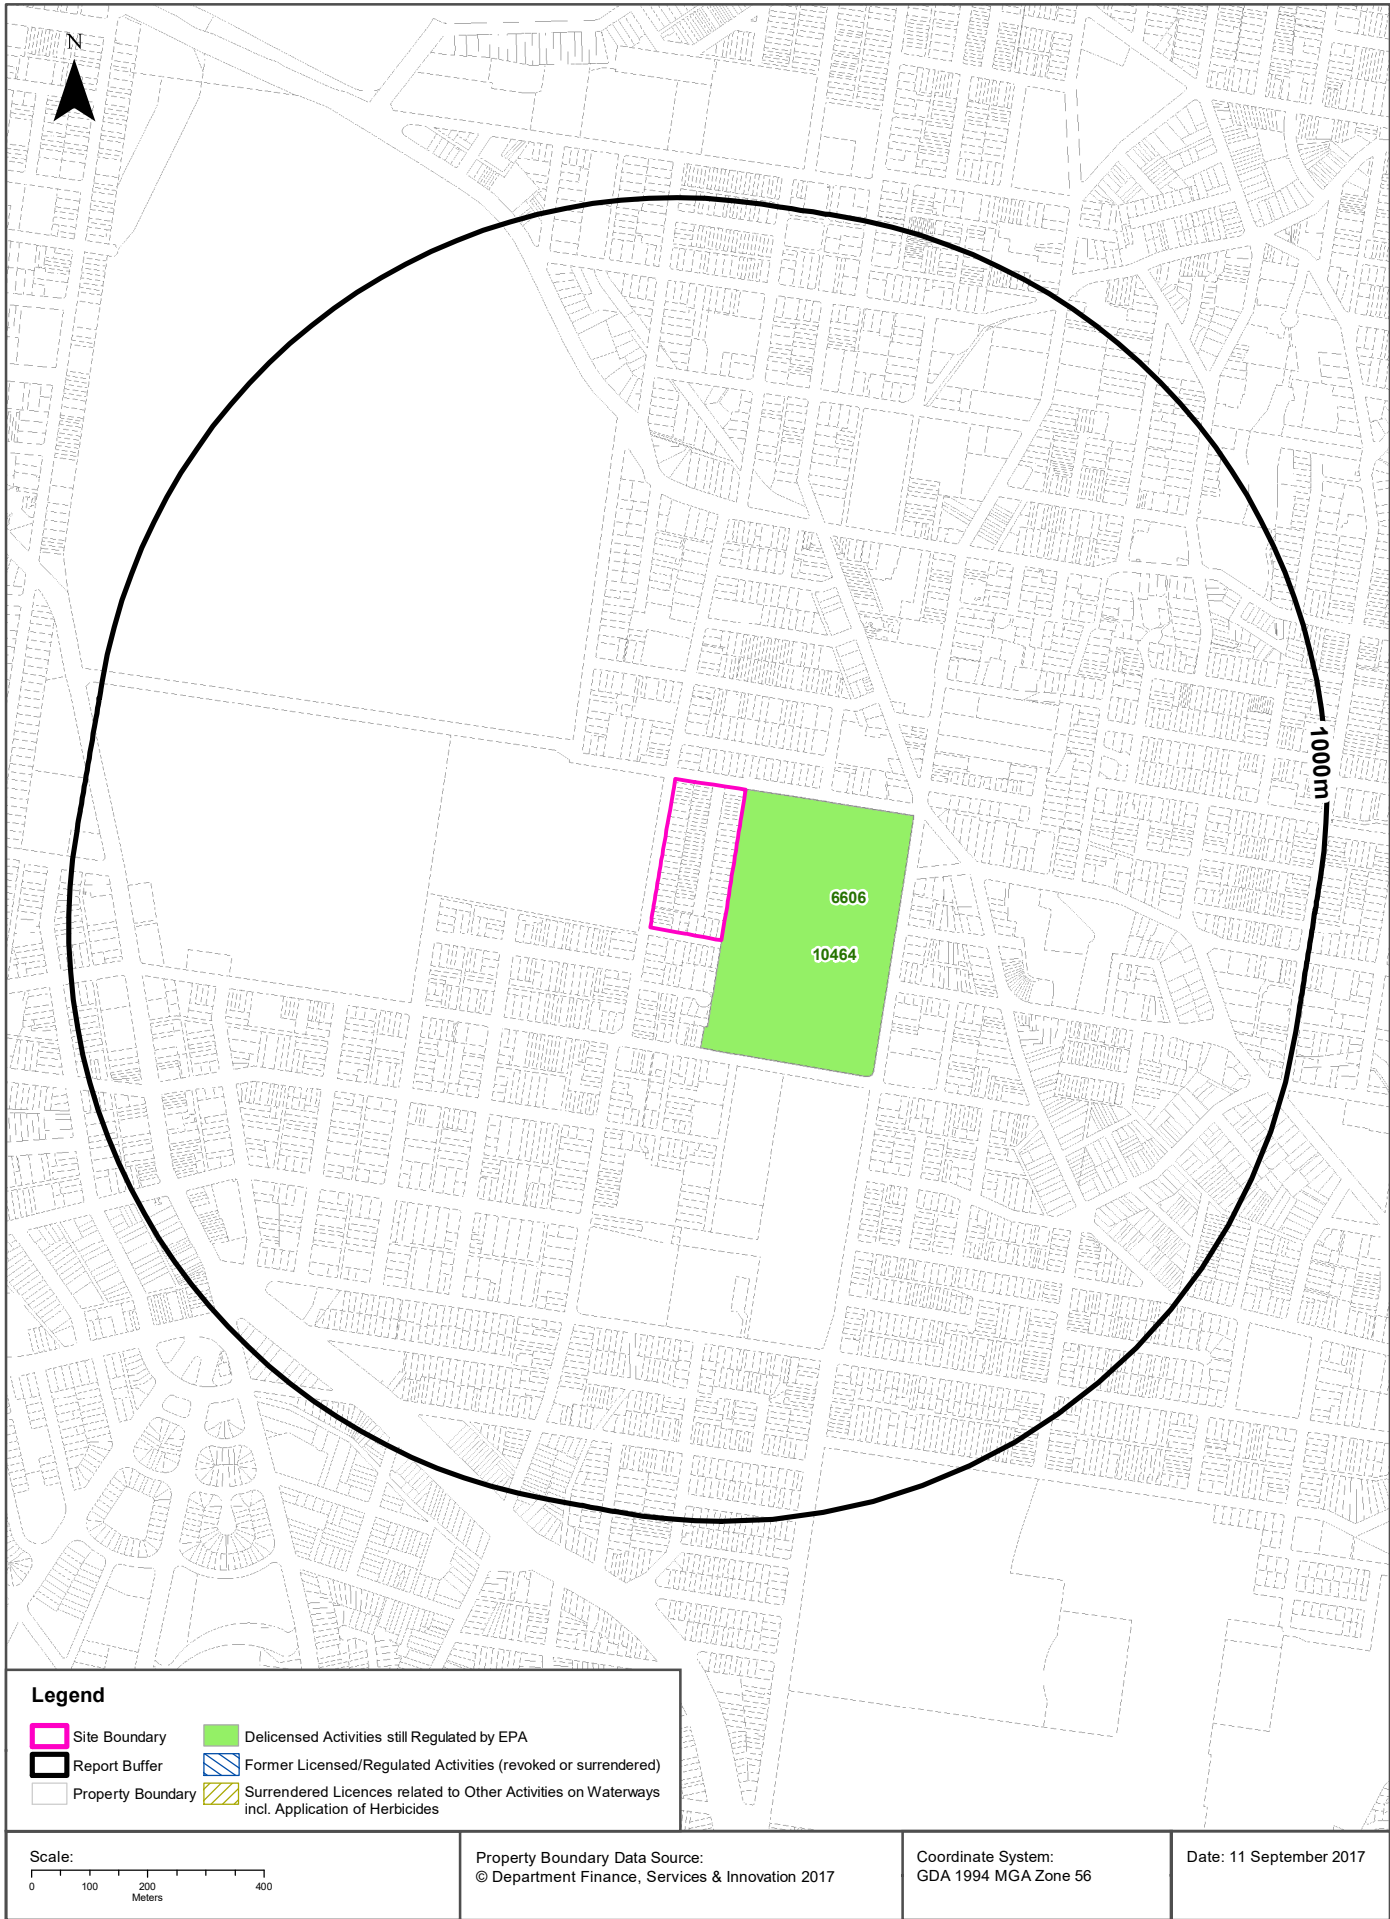 N
1000m
6606
10464
Legend
Site Boundary
Report Buffer
Property Boundary
Delicensed Activities still Regulated by EPA
Former Licensed/Regulated Activities (revoked or surrendered)
Surrendered Licences related to Other Activities on Waterways
incl. Application of Herbicides
Scale:
0 100 200 400
Meters
Property Boundary Data Source:
© Department Finance, Services & Innovation 2017
Coordinate System:
GDA 1994 MGA Zone 56
Date: 11 September 2017